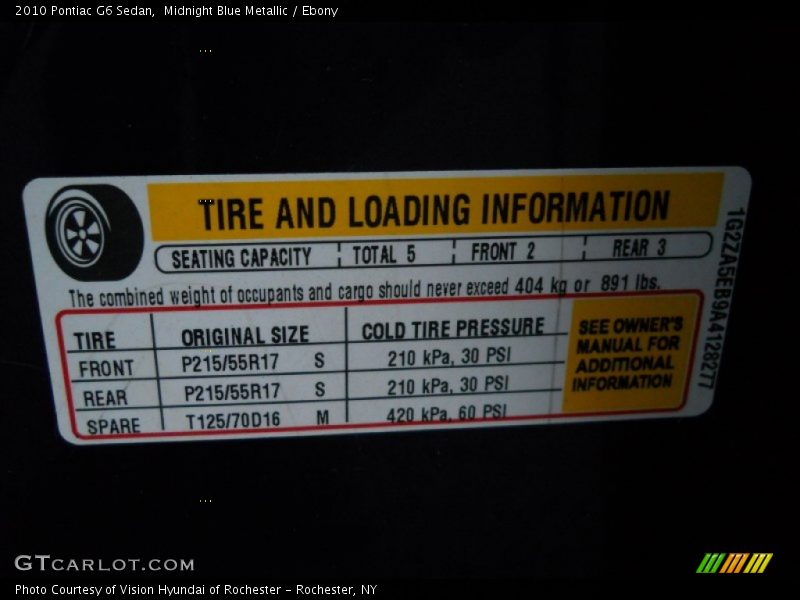 2010 Pontiac G6 Sedan,  Midnight Blue Metallic / Ebony
TIRE AND LOADING INFORMATION
SEATING CAPACITY TOTAL 5 FRONT 2 REAR 3
The combined weight of occupants and cargo should never exceed 404 kg or 891 lbs.
TIRE ORIGINAL SIZE COLD TIRE PRESSURE
FRONT P215/55R17 S 210 kPa, 30 PSI
REAR P215/55R17 S 210 kPa, 30 PSI
SPARE T125/70D16 M 420 kPa, 60 PSI
SEE OWNER'S
MANUAL FOR
ADDITIONAL
INFORMATION
1G2ZA5EB9A4128277
GTCARLOT.COM
Photo Courtesy of Vision Hyundai of Rochester - Rochester, NY